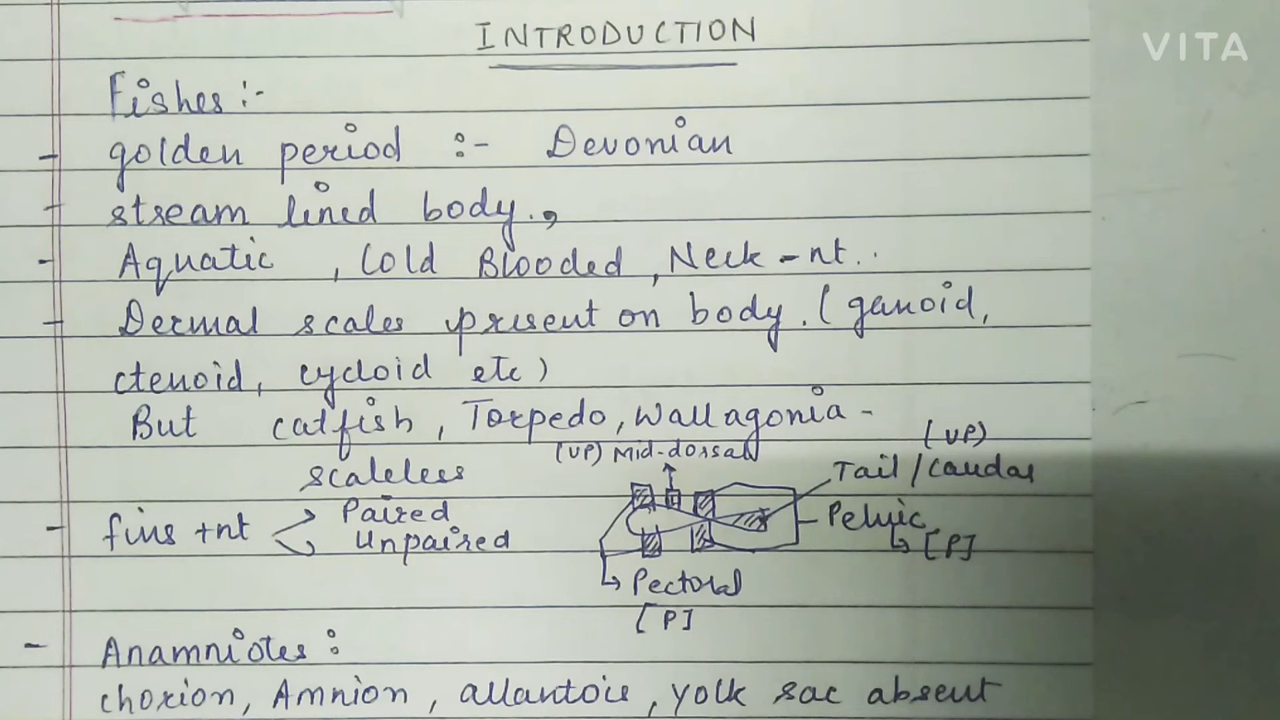 INTRODUCTION
VITA
Fishes :-
- golden period :- Devonian
- stream lined body.,
- Aquatic , Cold Blooded, Neck - nt..
- Dermal scales present on body. (ganoid,
ctenoid, cycloid etc)
But catfish, Torpedo, Wallagonia -
scaleless
(UP) Mid-dorsal
(UP)
Tail / Caudal
- fins +nt
Paired
Unpaired
Pelvic
[P]
Pectoral
[P]
- Anamniotes :
chorion, Amnion, allantois, yolk sac absent